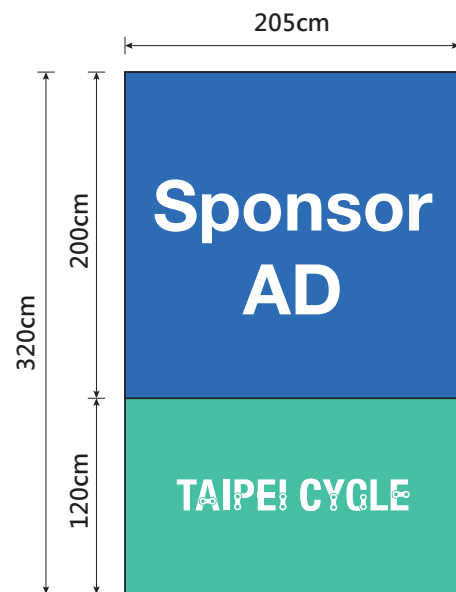 205cm
320cm
200cm
Sponsor
AD
120cm
TAIPEI CYCLE